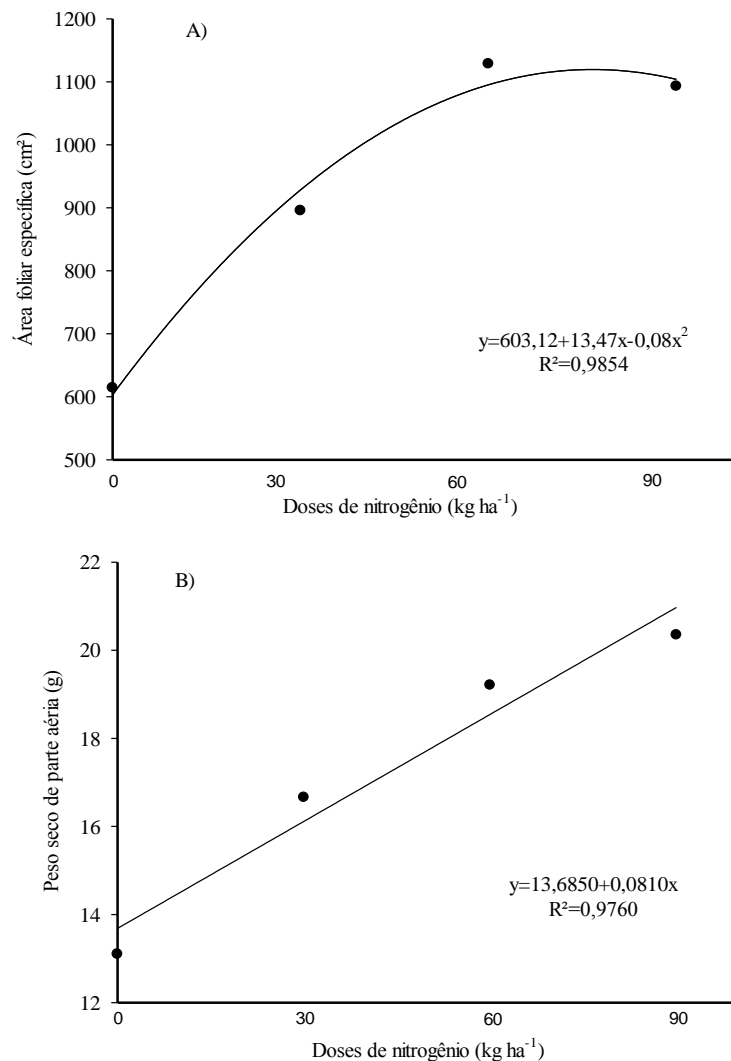 A)
1200
1100
1000
900
800
700
600
500
Área foliar específica (cm²)
y=603,12+13,47x-0,08x²
R²=0,9854
0 30 60 90
Doses de nitrogênio (kg ha⁻¹)
B)
22
20
18
16
14
12
Peso seco de parte aéria (g)
y=13,6850+0,0810x
R²=0,9760
0 30 60 90
Doses de nitrogênio (kg ha⁻¹)